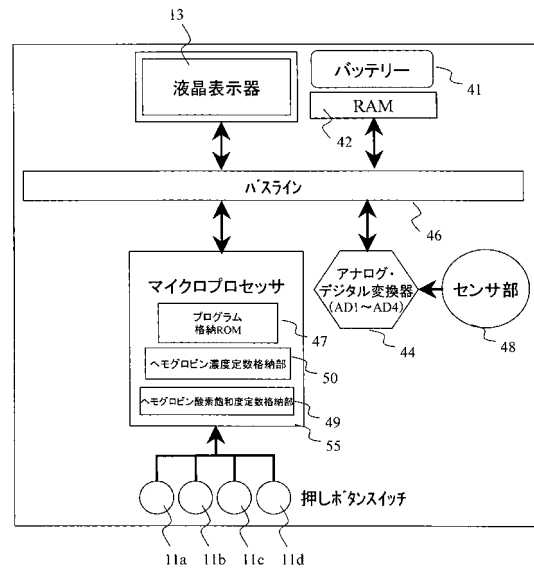 13
液晶表示器
バッテリー
41
RAM
42
バスライン
46
マイクロプロセッサ
プログラム
格納ROM
47
ヘモグロビン濃度定数格納部
50
ヘモグロビン酸素飽和度定数格納部
49
55
アナログ・
デジタル変換器
(AD1～AD4)
44
センサ部
48
押しボタンスイッチ
11a
11b
11c
11d